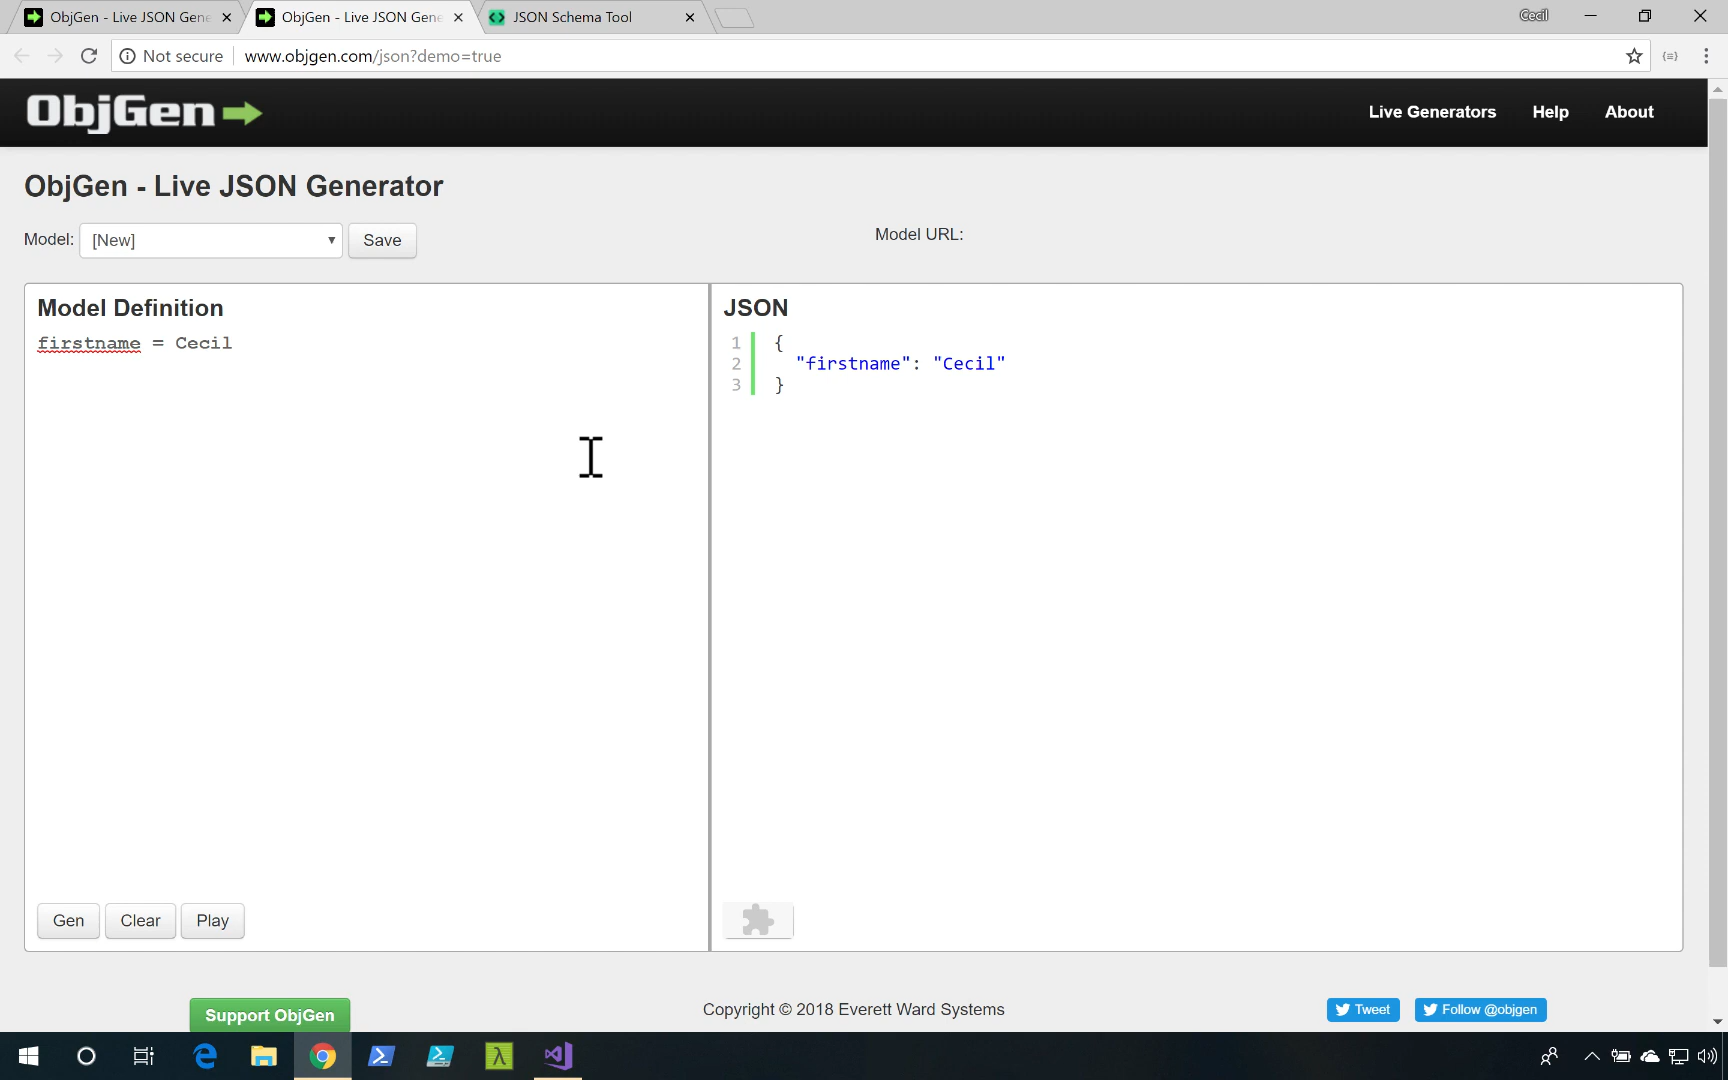 ObjGen - Live JSON Gene
ObjGen - Live JSON Gene
JSON Schema Tool
Cecil
Not secure
www.objgen.com/json?demo=true
ObjGen
Live Generators
Help
About
ObjGen - Live JSON Generator
Model:
[New]
Save
Model URL:
Model Definition
firstname = Cecil
JSON
1 {
2 "firstname": "Cecil"
3 }
Gen
Clear
Play
Support ObjGen
Copyright © 2018 Everett Ward Systems
Tweet
Follow @objgen